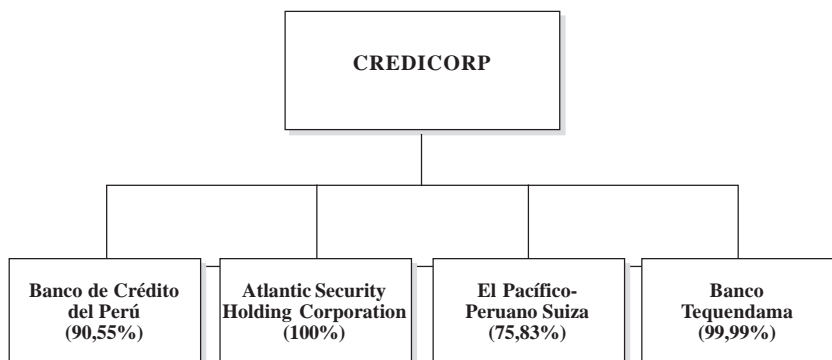 CREDICORP
Banco de Crédito
del Perú
(90,55%)
Atlantic Security
Holding Corporation
(100%)
El Pacífico-
Peruano Suiza
(75,83%)
Banco
Tequendama
(99,99%)